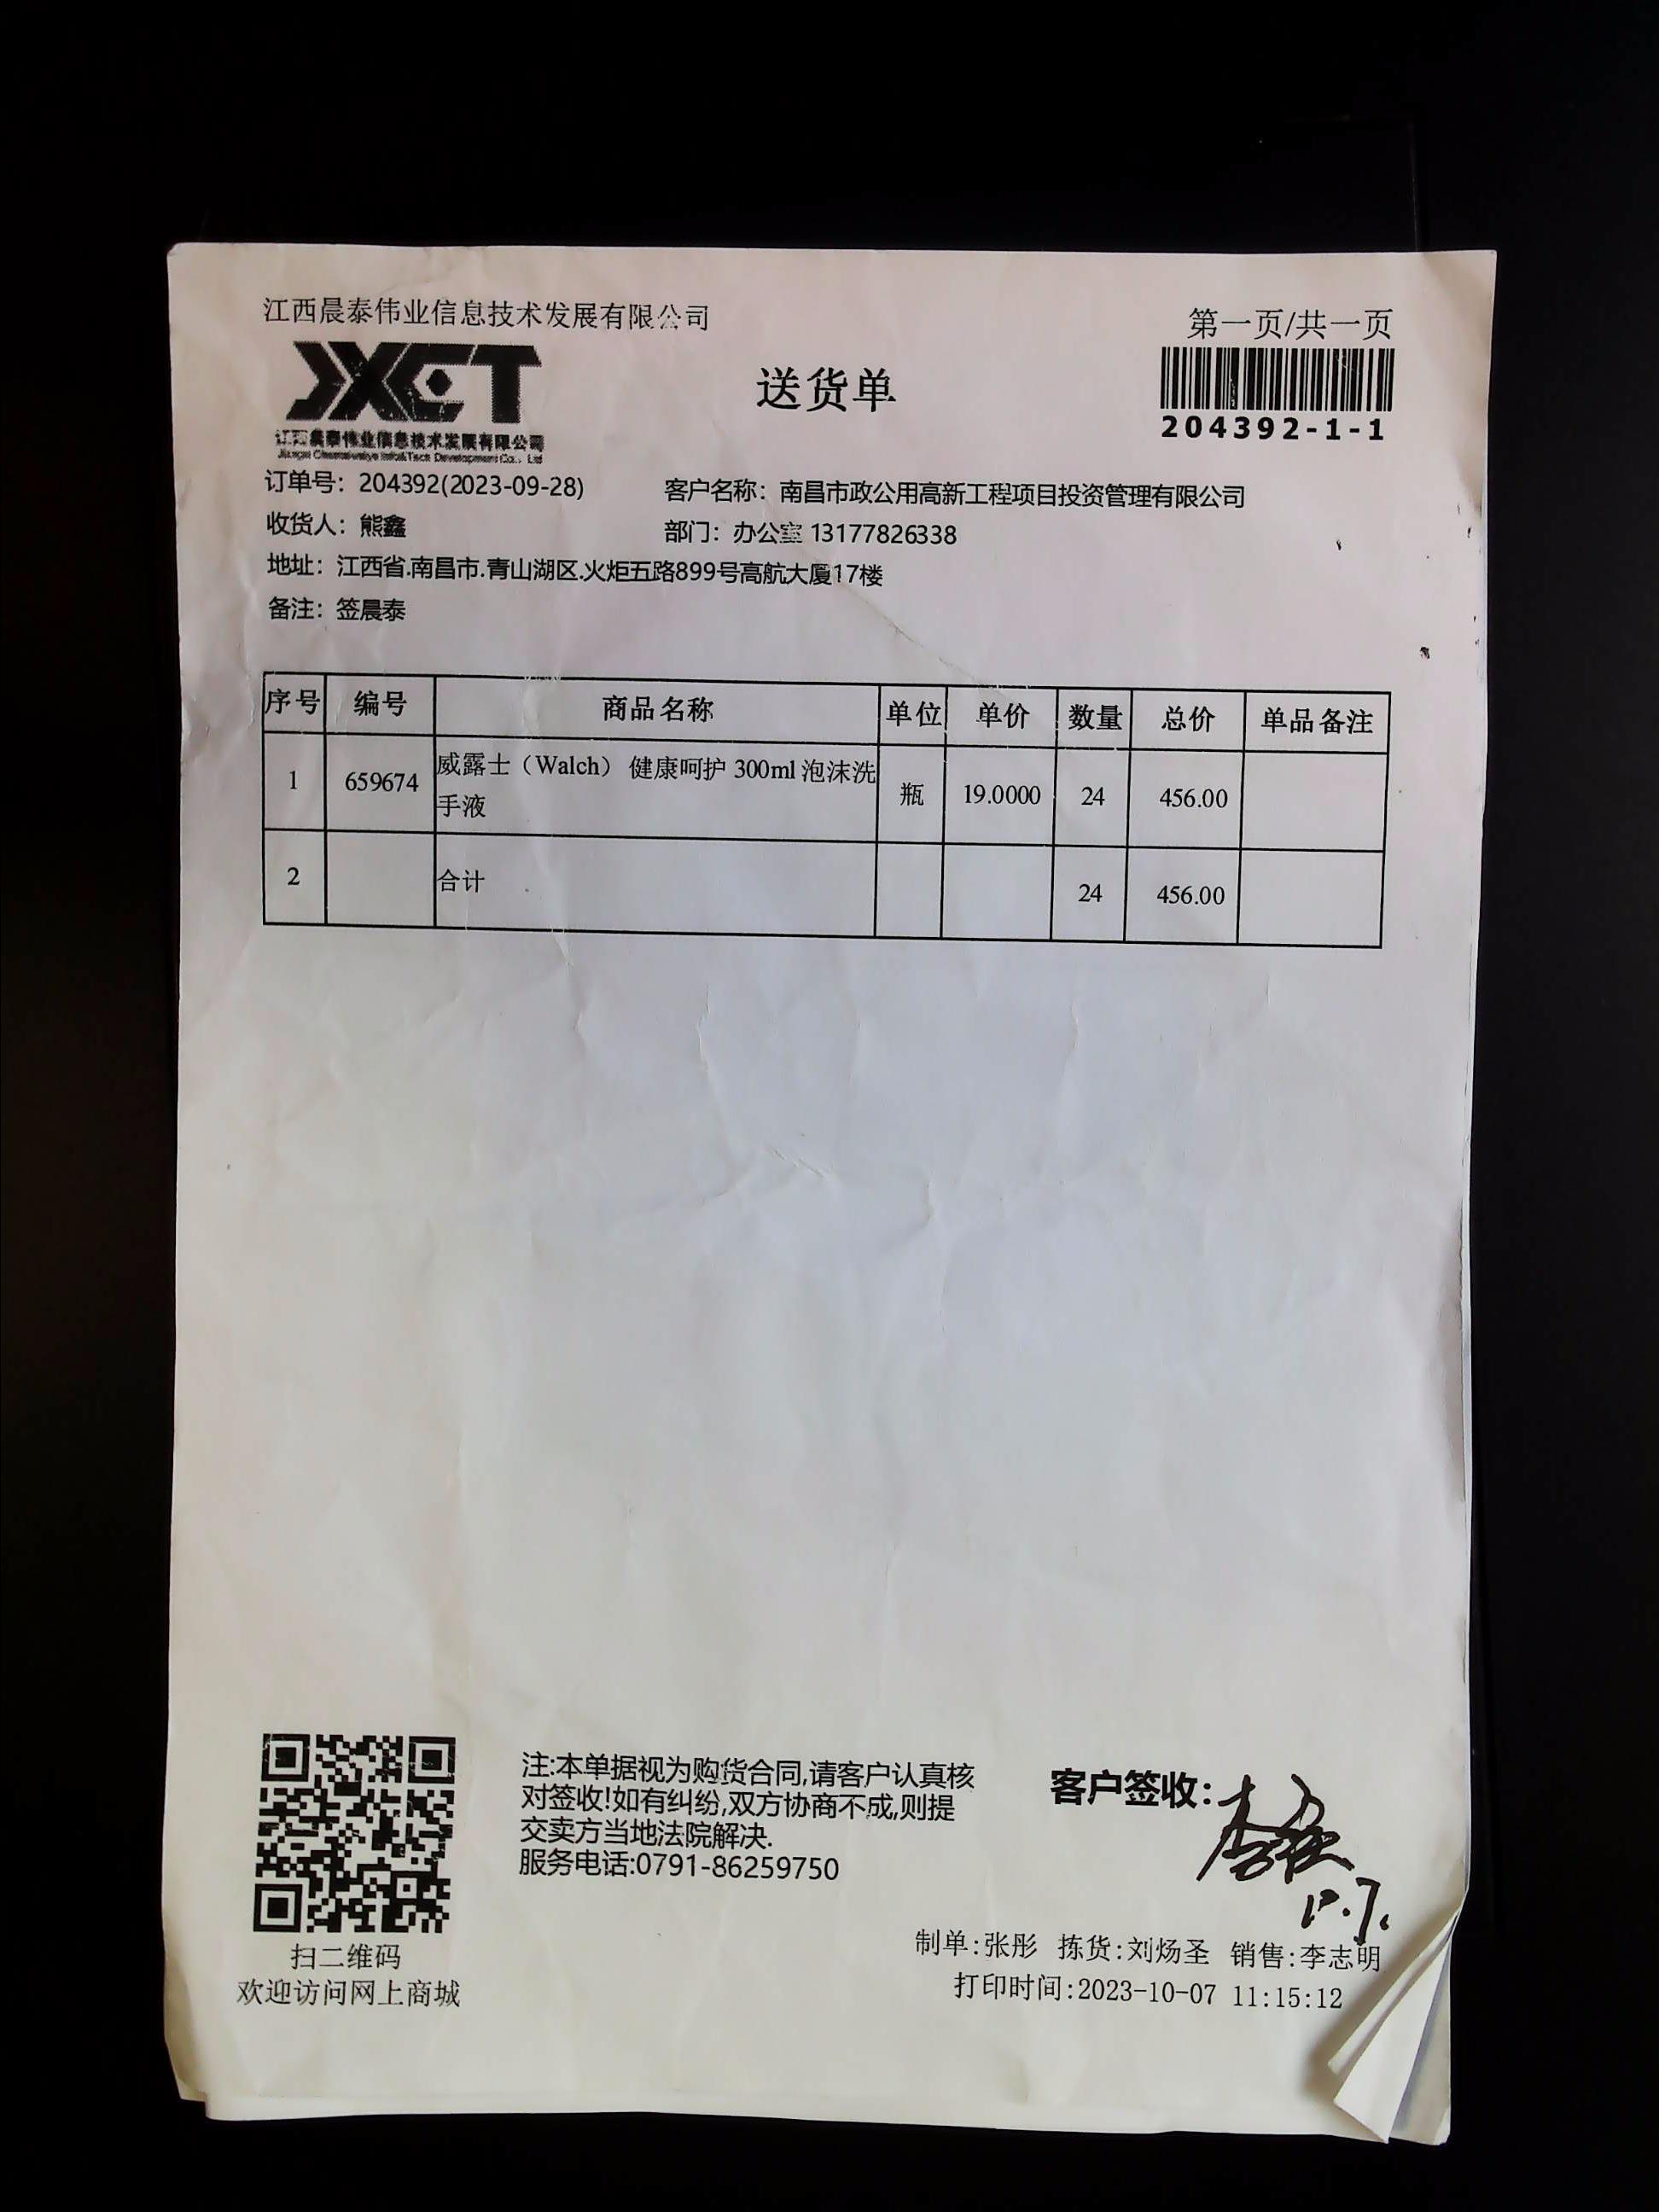 江西晨泰伟业信息技术发展有限公司
第一页/共一页
JXCT
送货单
江西晨泰伟业信息技术发展有限公司
204392-1-1
订单号：204392(2023-09-28)
客户名称：南昌市政公用高新工程项目投资管理有限公司
收货人：熊鑫
部门：办公室 13177826338
地址：江西省.南昌市.青山湖区.火炬五路899号高航大厦17楼
备注：签晨泰
序号 编号 商品名称 单位 单价 数量 总价 单品备注
1 659674 威露士（Walch） 健康呵护 300ml 泡沫洗
手液 瓶 19.0000 24 456.00
2 合计 24 456.00
注:本单据视为购货合同,请客户认真核
对签收!如有纠纷,双方协商不成,则提
交卖方当地法院解决.
服务电话:0791-86259750
客户签收:
10.7.
扫二维码
欢迎访问网上商城
制单:张彤 拣货:刘炀圣 销售:李志明
打印时间:2023-10-07 11:15:12